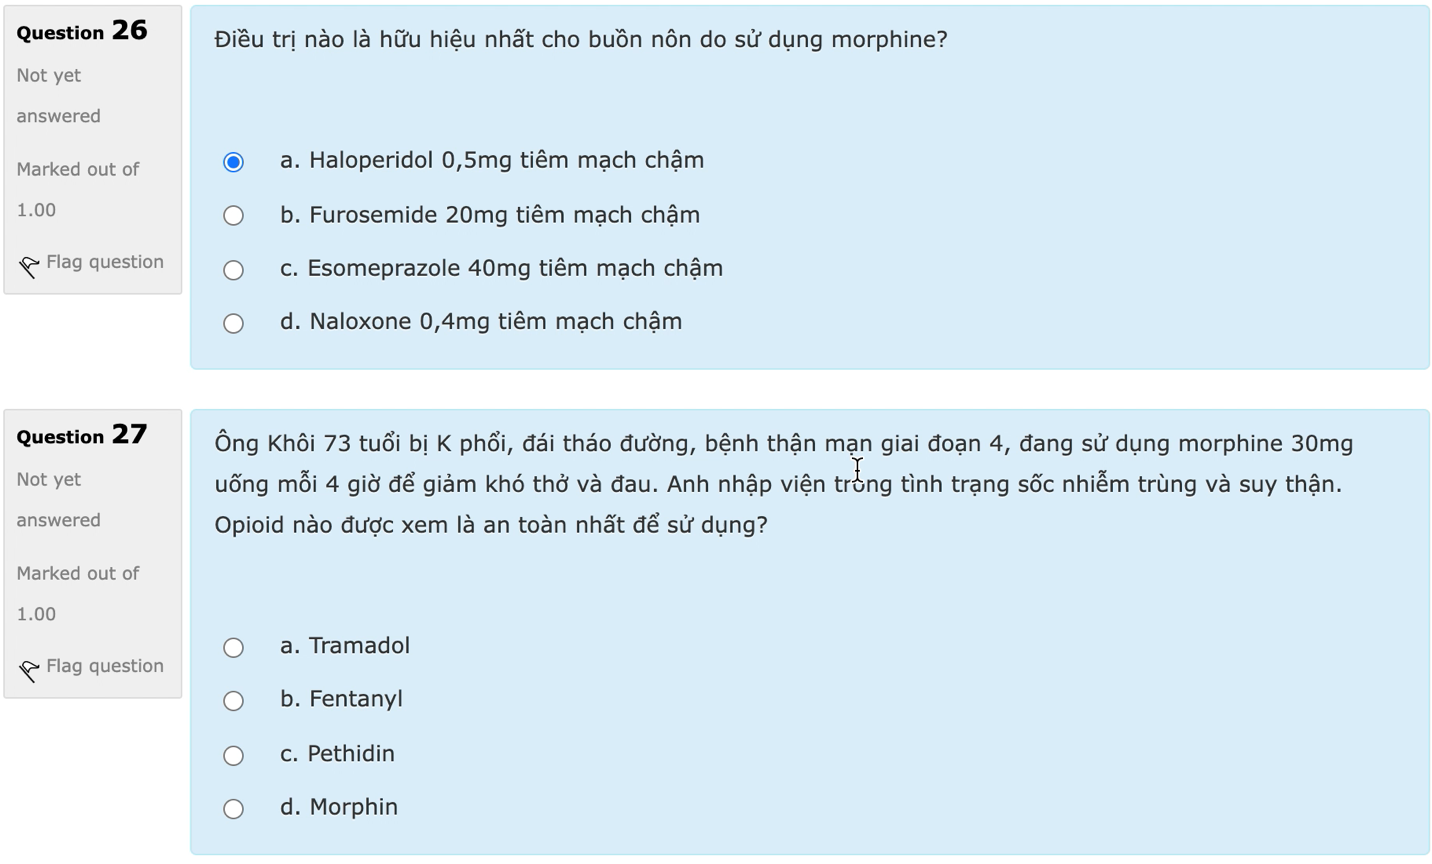 Question 26
Not yet
answered
Marked out of
1.00
Flag question
Điều trị nào là hữu hiệu nhất cho buồn nôn do sử dụng morphine?
a. Haloperidol 0,5mg tiêm mạch chậm
b. Furosemide 20mg tiêm mạch chậm
c. Esomeprazole 40mg tiêm mạch chậm
d. Naloxone 0,4mg tiêm mạch chậm
Question 27
Not yet
answered
Marked out of
1.00
Flag question
Ông Khôi 73 tuổi bị K phổi, đái tháo đường, bệnh thận mạn giai đoạn 4, đang sử dụng morphine 30mg
uống mỗi 4 giờ để giảm khó thở và đau. Anh nhập viện trong tình trạng sốc nhiễm trùng và suy thận.
Opioid nào được xem là an toàn nhất để sử dụng?
a. Tramadol
b. Fentanyl
c. Pethidin
d. Morphin